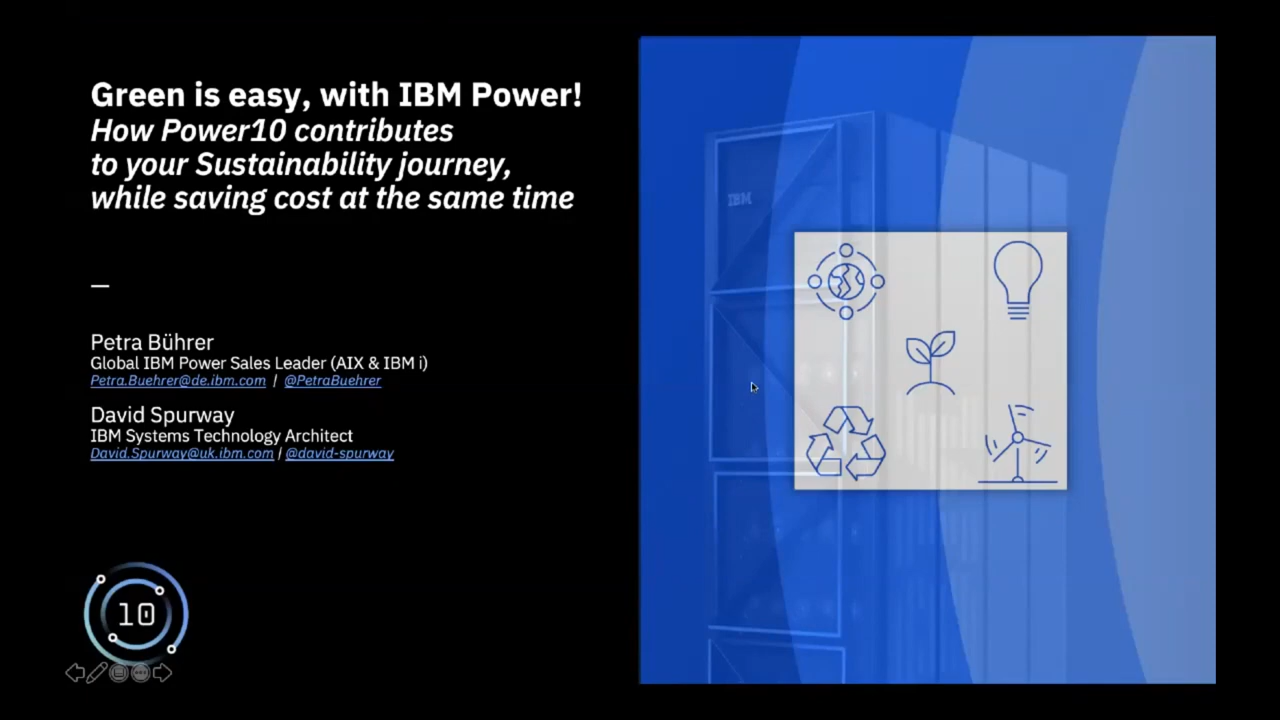 Green is easy, with IBM Power!
How Power10 contributes
to your Sustainability journey,
while saving cost at the same time
—
Petra Bührer
Global IBM Power Sales Leader (AIX & IBM i)
Petra.Buehrer@de.ibm.com | @PetraBuehrer
David Spurway
IBM Systems Technology Architect
David.Spurway@uk.ibm.com | @david-spurway
10
IBM